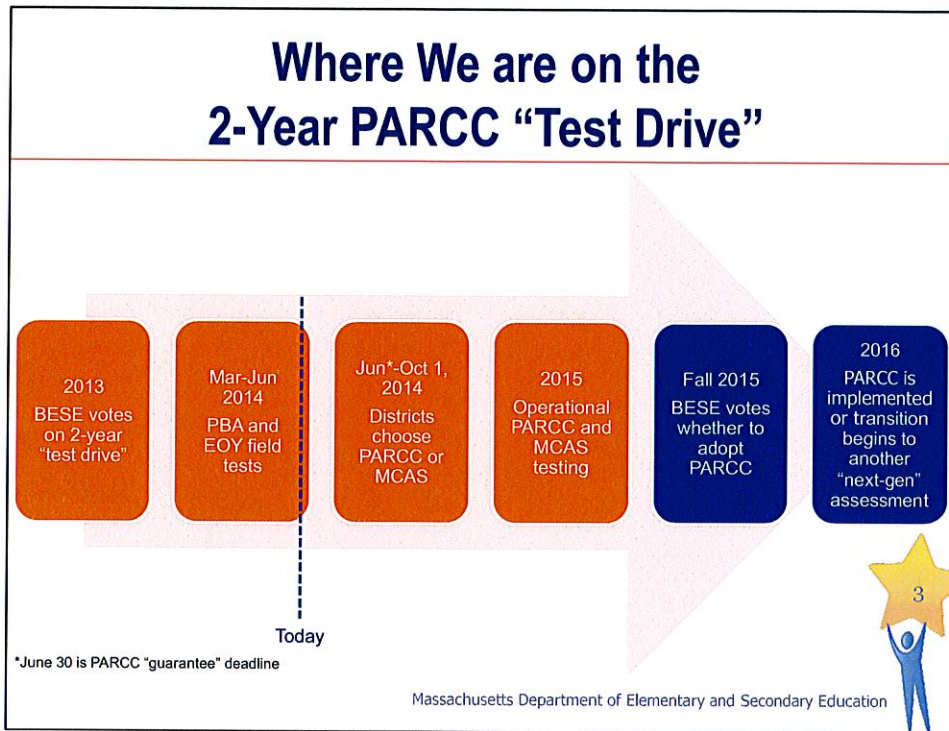 Where We are on the
2-Year PARCC “Test Drive”
2013
BESE votes
on 2-year
“test drive”
Mar-Jun
2014
PBA and
EOY field
tests
Jun*-Oct 1,
2014
Districts
choose
PARCC or
MCAS
2015
Operational
PARCC and
MCAS
testing
Fall 2015
BESE votes
whether to
adopt
PARCC
2016
PARCC is
implemented
or transition
begins to
another
“next-gen”
assessment
Today
*June 30 is PARCC “guarantee” deadline
3
Massachusetts Department of Elementary and Secondary Education